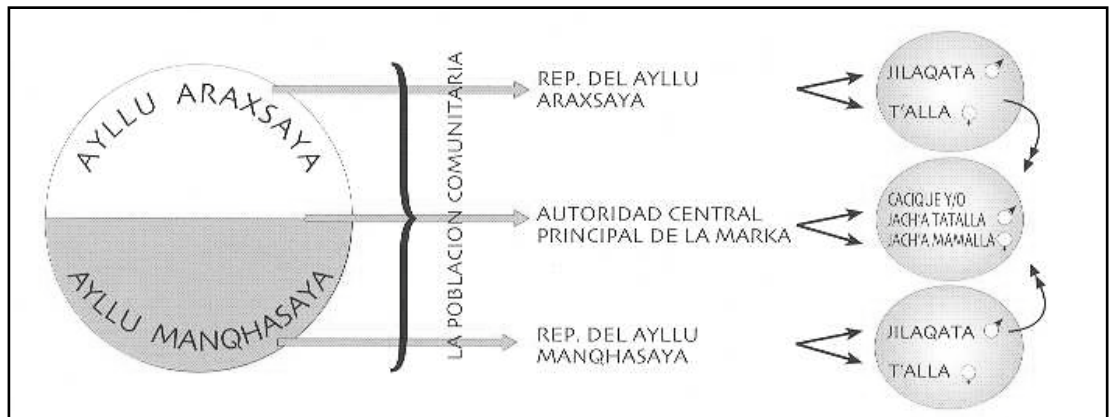 AYLLU ARAXSAYA
AYLLU MANQHASAYA
LA POBLACION COMUNITARIA
REP. DEL AYLLU
ARAXSAYA
AUTORIDAD CENTRAL
PRINCIPAL DE LA MARKA
REP. DEL AYLLU
MANQHASAYA
JILAQATA ♂
T'ALLA ♀
CACIQUE Y/O
JACH'A TATALLA ♂
JACH'A MAMALLA ♀
JILAQATA ♂
T'ALLA ♀